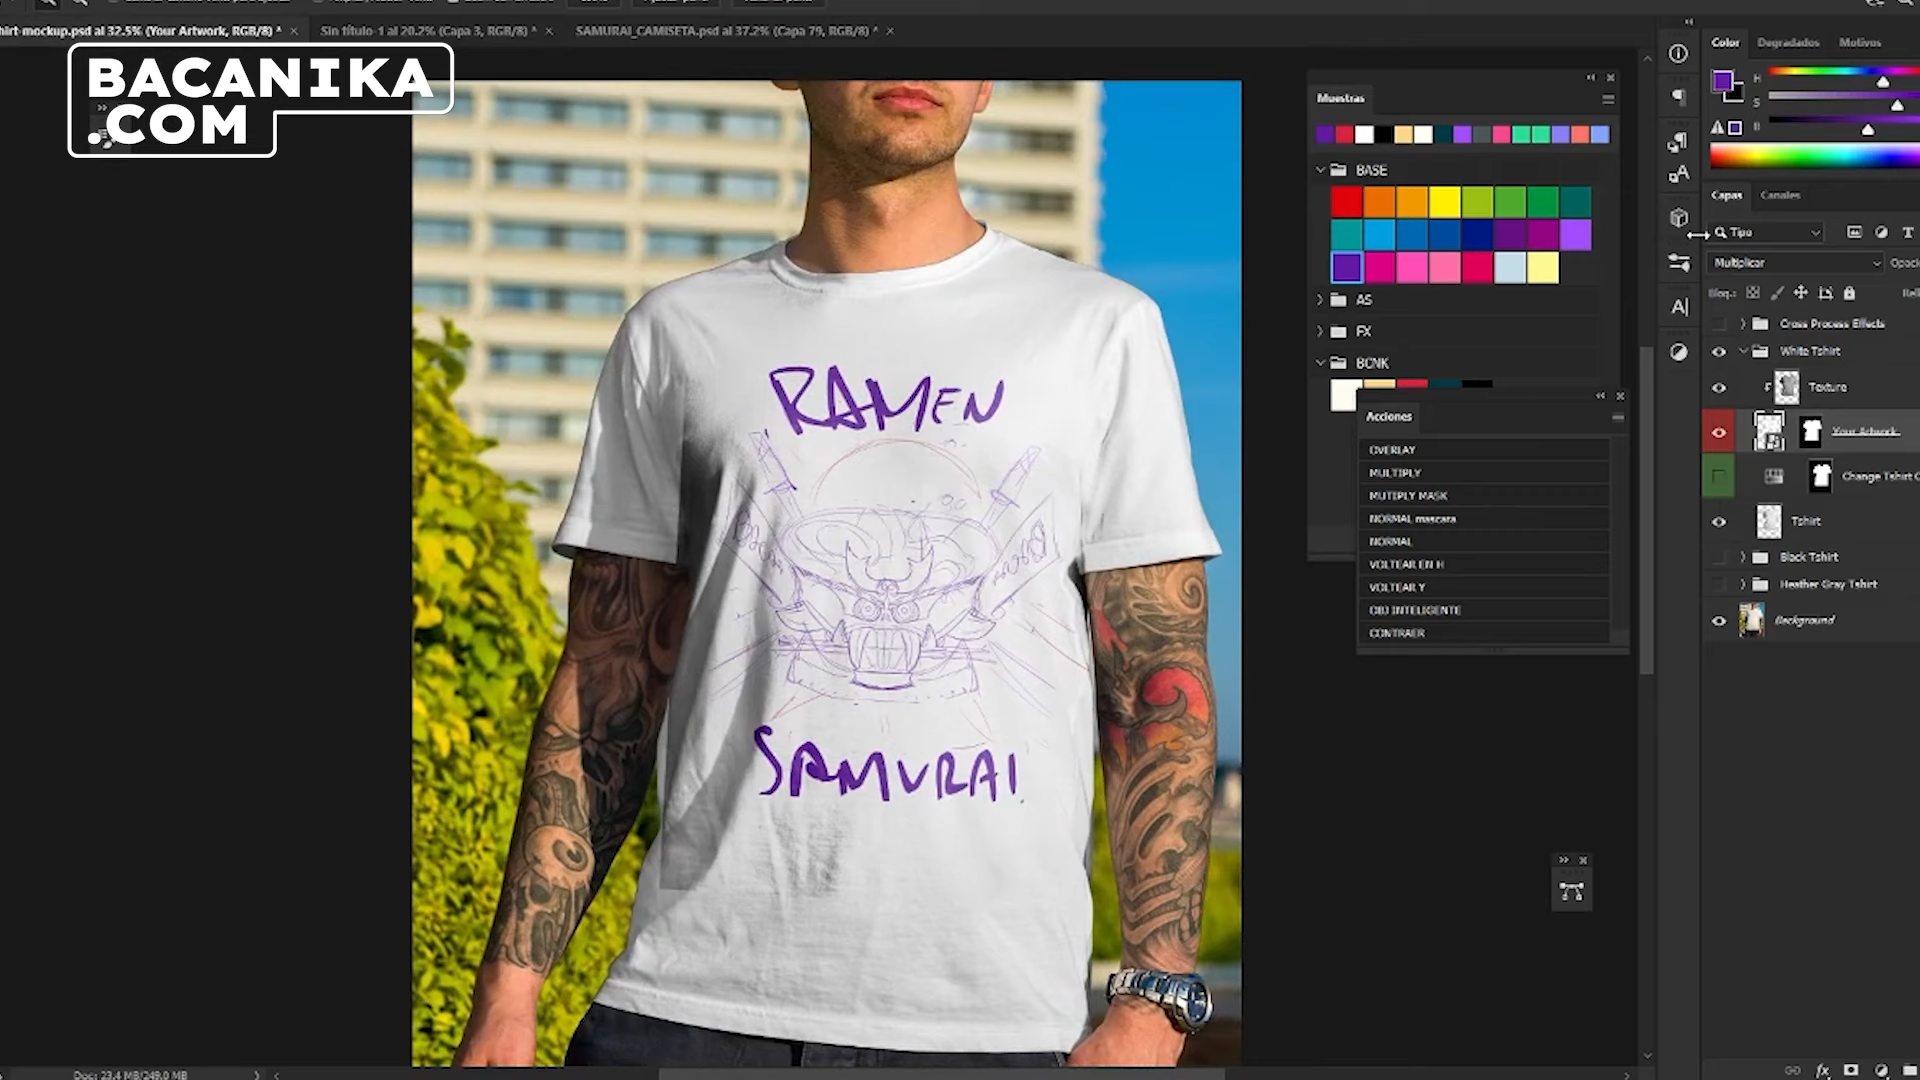 hirt-mockup.psd al 32.5% (Your Artwork, RGB/8) *
Sin título-1 al 20.2% (Capa 3, RGB/8) *
SAMURAI_CAMISETA.psd al 37.2% (Capa 79, RGB/8) *
BACANIKA
.COM
RAMEN
SAMURAI
Muestras
BASE
AS
FX
BCNK
Acciones
OVERLAY
MULTIPLY
MUTIPLY MASK
NORMAL mascara
NORMAL
VOLTEAR EN H
VOLTEAR Y
OBJ INTELIGENTE
CONTRAER
Color
Degradados
Motivos
H
S
B
Capas
Canales
Tipo
Multiplicar
Opaci
Bloq.:
Rell
Cross Process Effects
White Tshirt
Texture
Your Artwork
Change Tshirt C
Tshirt
Black Tshirt
Heather Gray Tshirt
Background
Doc: 23.4 MB/249.0 MB